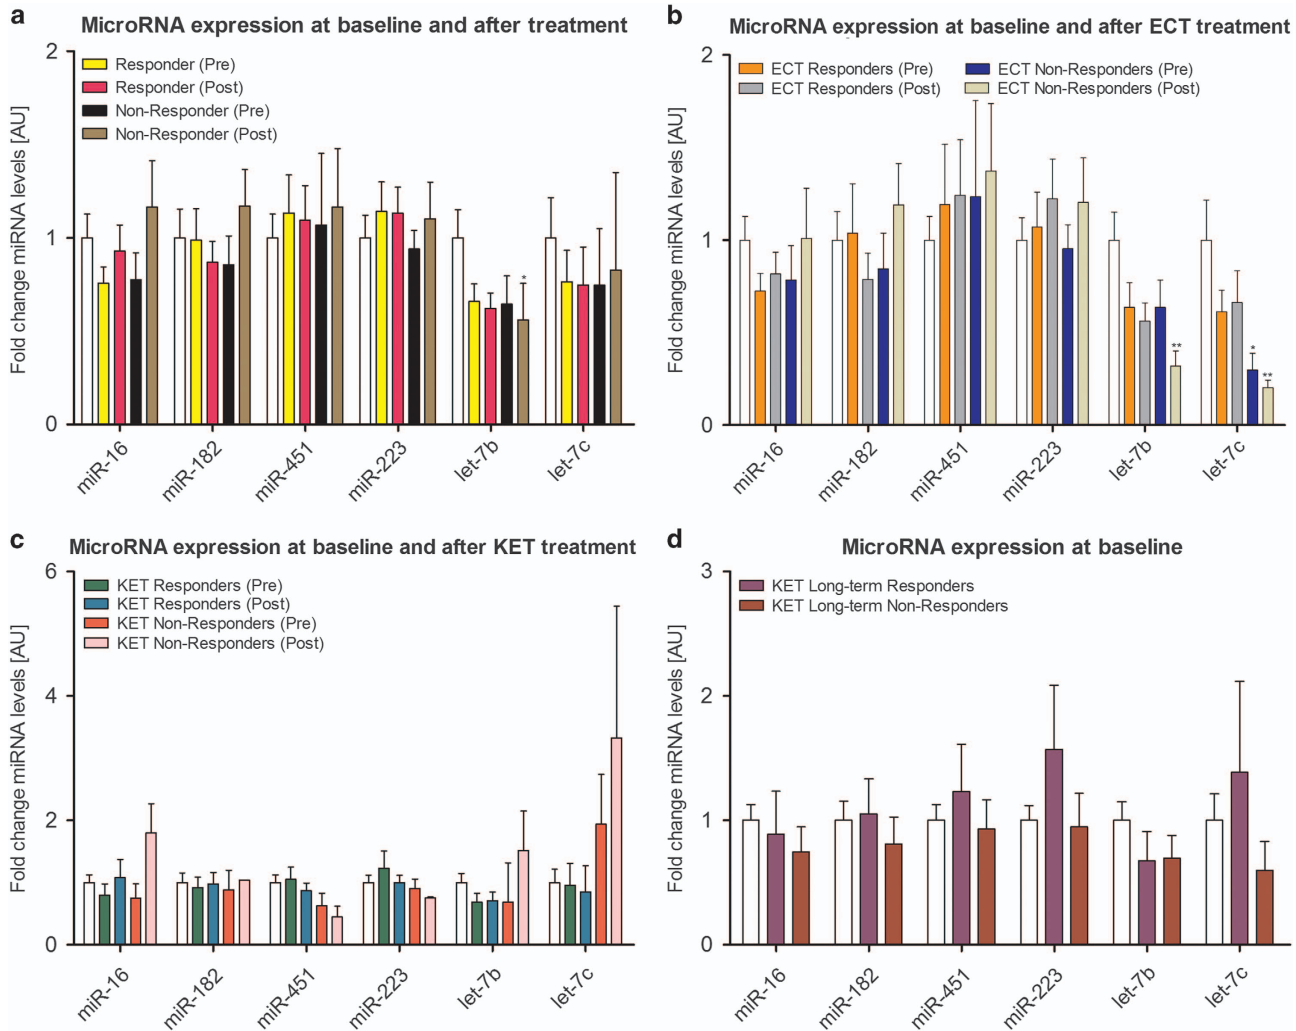 a
MicroRNA expression at baseline and after treatment
Fold change miRNA levels [AU]
2
1
0
Responder (Pre)
Responder (Post)
Non-Responder (Pre)
Non-Responder (Post)
*
miR-16
miR-182
miR-451
miR-223
let-7b
let-7c
b
MicroRNA expression at baseline and after ECT treatment
Fold change miRNA levels [AU]
2
1
0
ECT Responders (Pre)
ECT Responders (Post)
ECT Non-Responders (Pre)
ECT Non-Responders (Post)
**
*
**
miR-16
miR-182
miR-451
miR-223
let-7b
let-7c
c
MicroRNA expression at baseline and after KET treatment
Fold change miRNA levels [AU]
6
4
2
0
KET Responders (Pre)
KET Responders (Post)
KET Non-Responders (Pre)
KET Non-Responders (Post)
miR-16
miR-182
miR-451
miR-223
let-7b
let-7c
d
MicroRNA expression at baseline
Fold change miRNA levels [AU]
3
2
1
0
KET Long-term Responders
KET Long-term Non-Responders
miR-16
miR-182
miR-451
miR-223
let-7b
let-7c